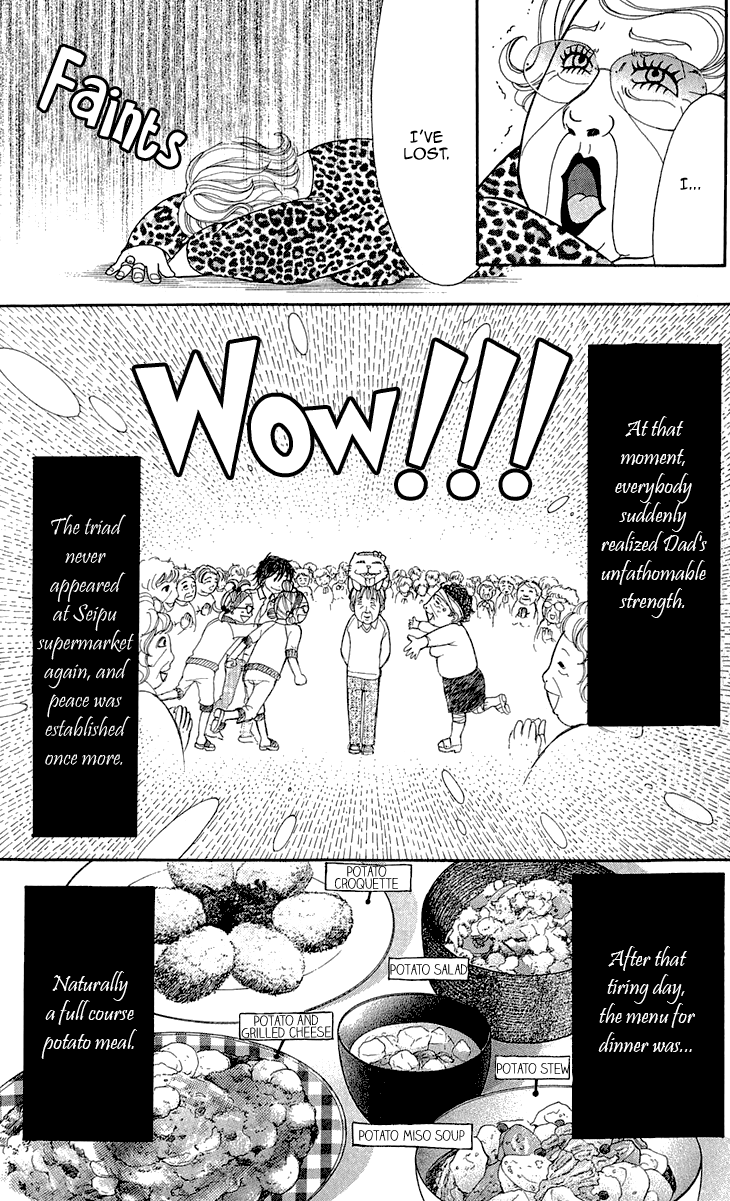 I...
I'VE
LOST.
Faints
Wow!!!
At that
moment,
everybody
suddenly
realized Dad's
unfathomable
strength.
The triad
never
appeared
at Seipu
supermarket
again, and
peace was
established
once more.
After that
tiring day,
the menu for
dinner was...
POTATO
CROQUETTE
POTATO SALAD
POTATO AND
GRILLED CHEESE
POTATO STEW
POTATO MISO SOUP
Naturally
a full course
potato meal.